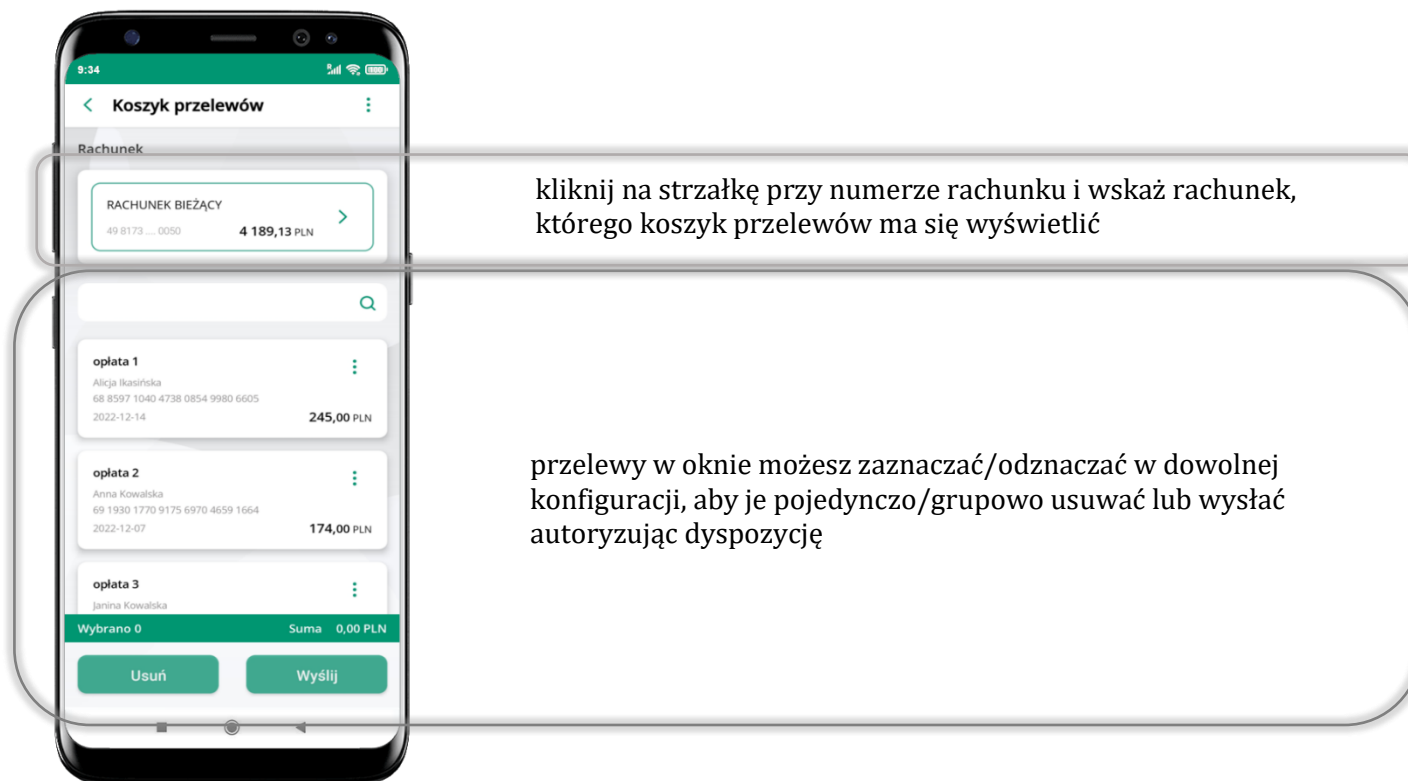 9:34
Koszyk przelewów
Rachunek
RACHUNEK BIEŻĄCY
49 8173 ... 0050 4 189,13 PLN
kliknij na strzałkę przy numerze rachunku i wskaż rachunek,
którego koszyk przelewów ma się wyświetlić
opłata 1
Alicja Ikasińska
68 8597 1040 4738 0854 9980 6605
2022-12-14 245,00 PLN
opłata 2
Anna Kowalska
69 1930 1770 9175 6970 4659 1664
2022-12-07 174,00 PLN
opłata 3
Janina Kowalska
Wybrano 0 Suma 0,00 PLN
Usuń Wyślij
przelewy w oknie możesz zaznaczać/odznaczać w dowolnej
konfiguracji, aby je pojedynczo/grupowo usuwać lub wysłać
autoryzując dyspozycję